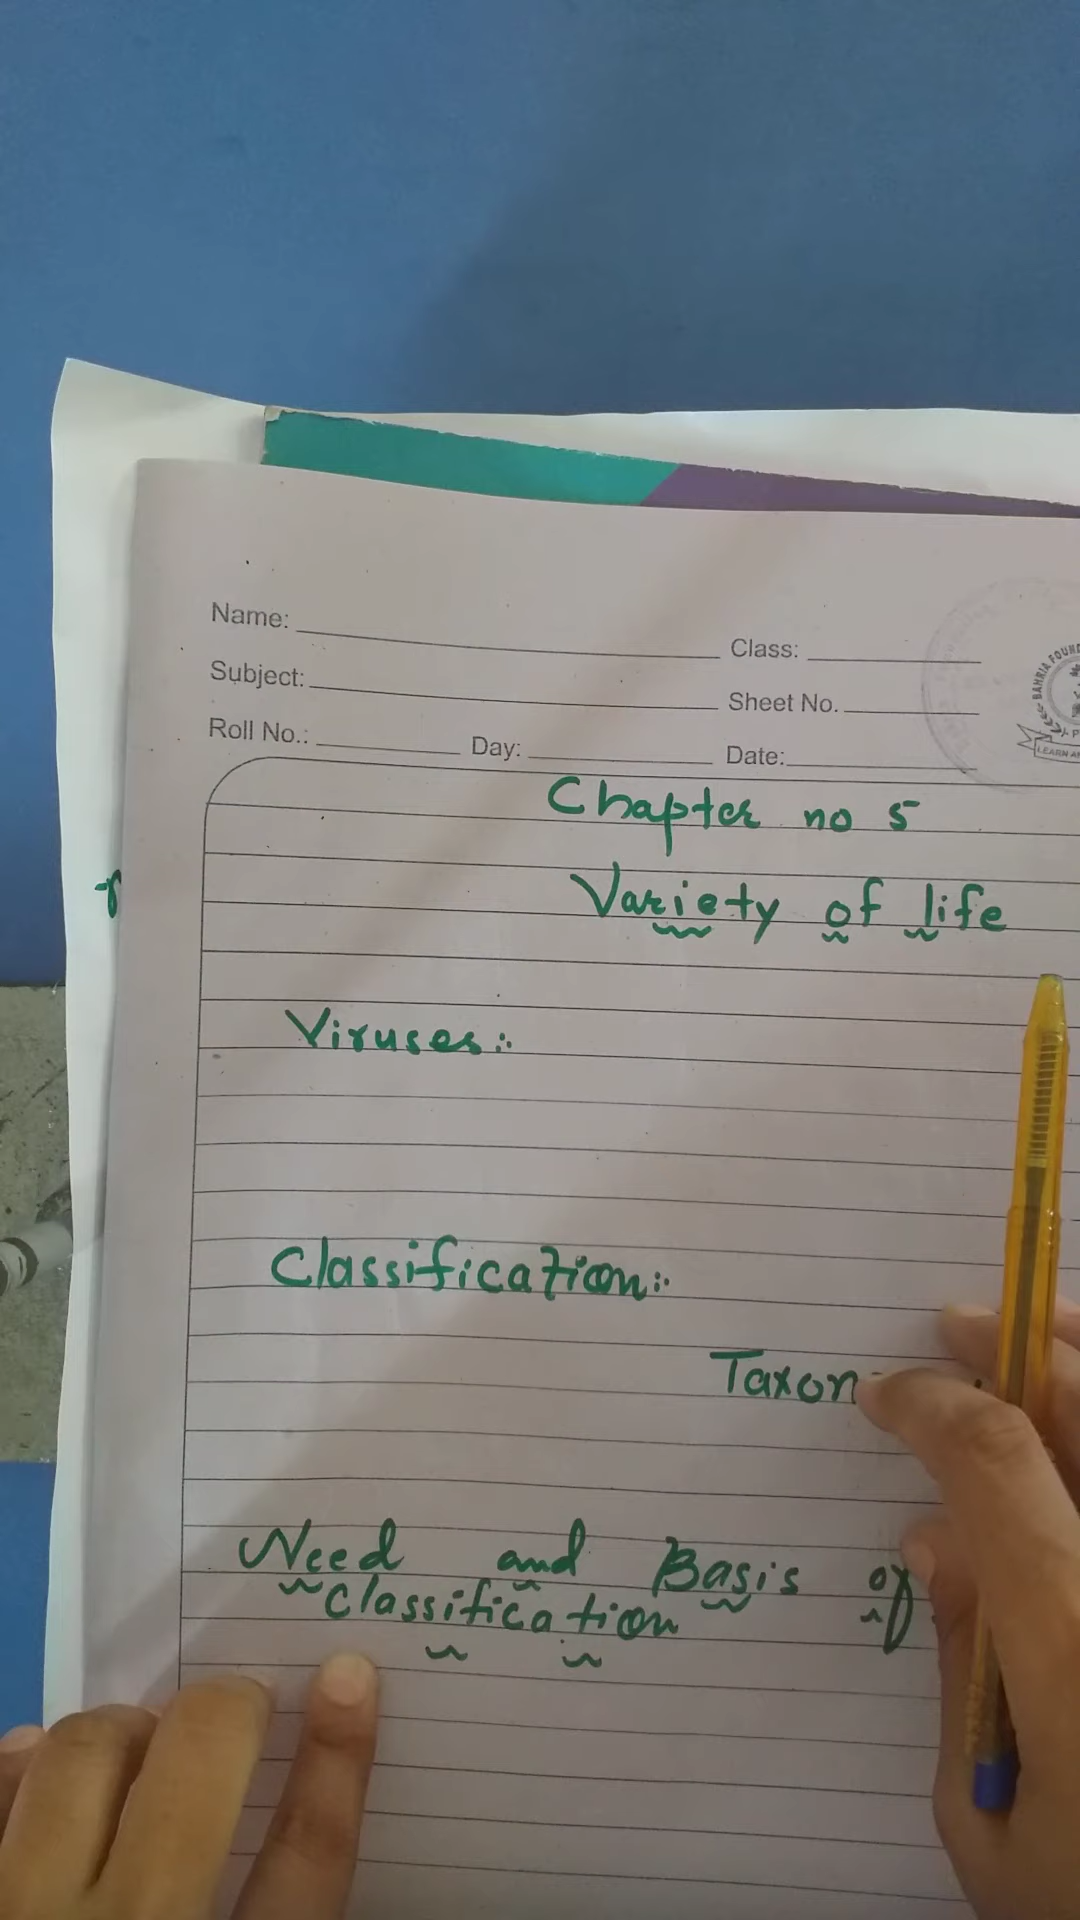 Name: Class:
Subject: Sheet No.
Roll No.: Day: Date:
BAHRIA
Chapter no 5
Variety of life
Viruses:
Classification:
Need and Basis of
Classification